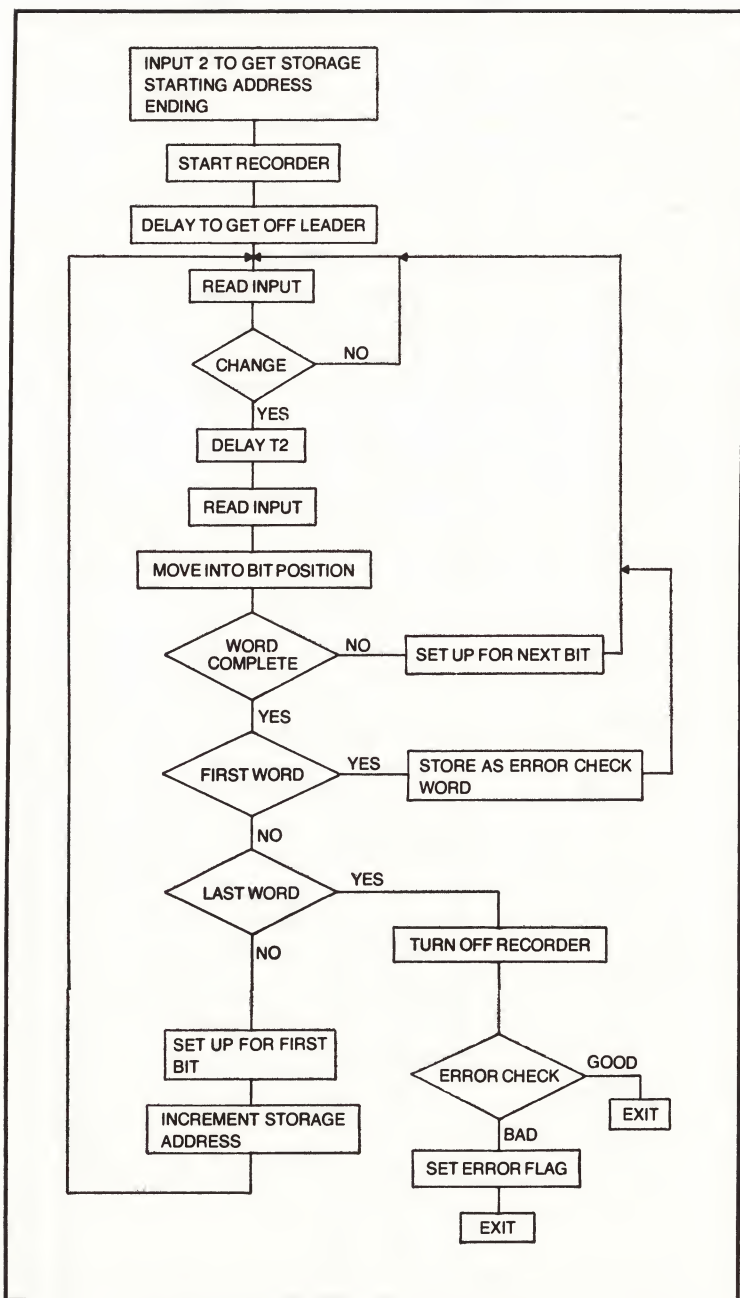 INPUT 2 TO GET STORAGE
STARTING ADDRESS
ENDING
START RECORDER
DELAY TO GET OFF LEADER
READ INPUT
CHANGE
NO
YES
DELAY T2
READ INPUT
MOVE INTO BIT POSITION
WORD
COMPLETE
NO
SET UP FOR NEXT BIT
YES
FIRST WORD
YES
STORE AS ERROR CHECK
WORD
NO
LAST WORD
YES
TURN OFF RECORDER
NO
SET UP FOR FIRST
BIT
ERROR CHECK
GOOD
EXIT
INCREMENT STORAGE
ADDRESS
BAD
SET ERROR FLAG
EXIT